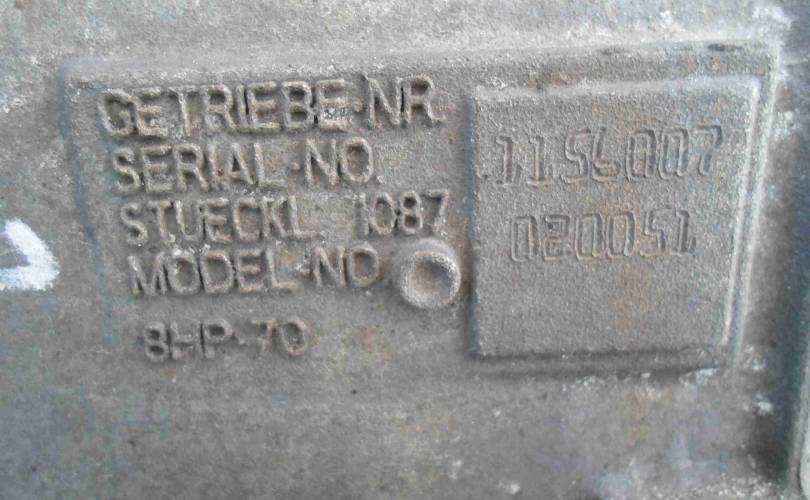 GETRIEBE-NR. 1156007
SERIAL-NO.
STUECKL. 1087 020051
MODEL-NO.
8HP-70